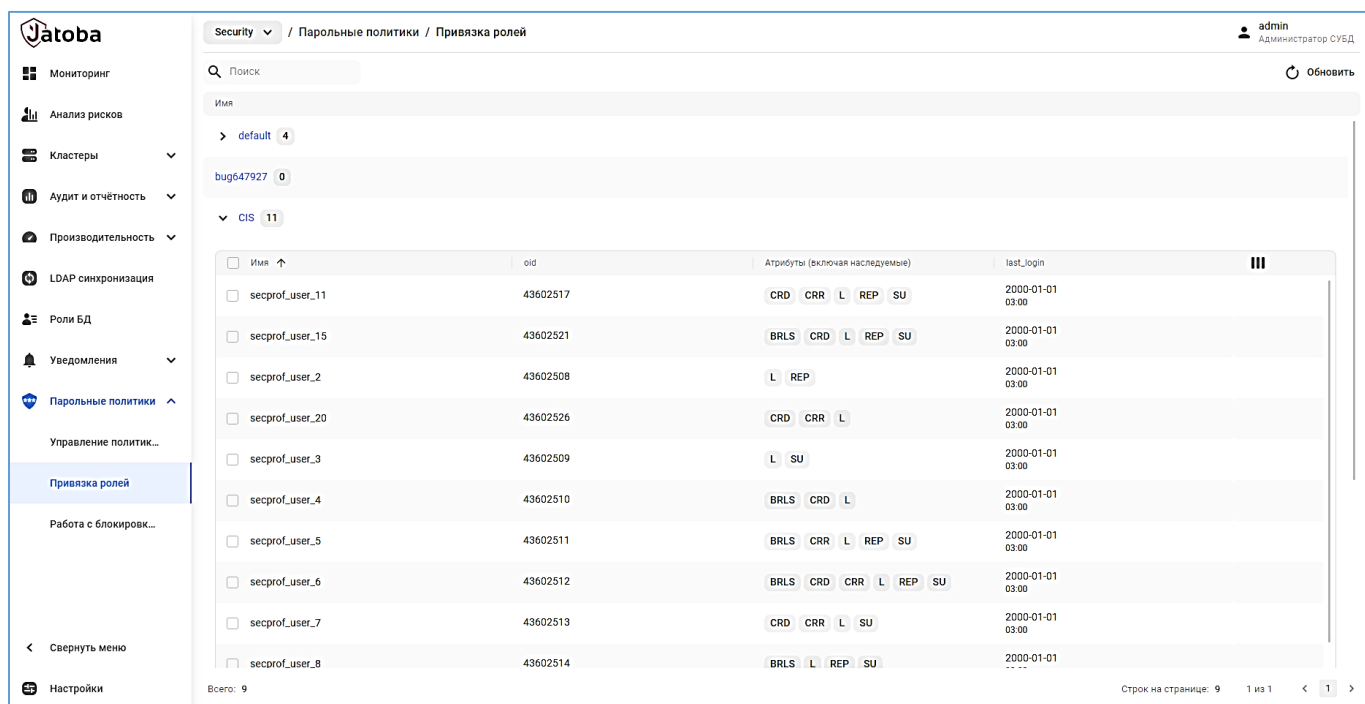 Jatoba
Security / Парольные политики / Привязка ролей
admin
Администратор СУБД
Мониторинг
Анализ рисков
Кластеры
Аудит и отчётность
Производительность
LDAP синхронизация
Роли БД
Уведомления
Парольные политики
Управление политик...
Привязка ролей
Работа с блокировк...
Свернуть меню
Настройки
Поиск
Обновить
Имя
default 4
bug647927 0
CIS 11
Имя oid Атрибуты (включая наследуемые) last_login
secprof_user_11 43602517 CRD CRR L REP SU 2000-01-01
03:00
secprof_user_15 43602521 BRLS CRD L REP SU 2000-01-01
03:00
secprof_user_2 43602508 L REP 2000-01-01
03:00
secprof_user_20 43602526 CRD CRR L 2000-01-01
03:00
secprof_user_3 43602509 L SU 2000-01-01
03:00
secprof_user_4 43602510 BRLS CRD L 2000-01-01
03:00
secprof_user_5 43602511 BRLS CRR L REP SU 2000-01-01
03:00
secprof_user_6 43602512 BRLS CRD CRR L REP SU 2000-01-01
03:00
secprof_user_7 43602513 CRD CRR L SU 2000-01-01
03:00
secprof_user_8 43602514 BRLS L REP SU 2000-01-01
Всего: 9 Строк на странице: 9 1 из 1 1